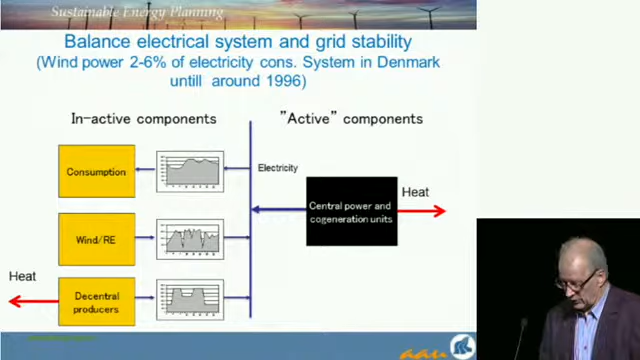 Sustainable Energy Planning
Balance electrical system and grid stability
(Wind power 2-6% of electricity cons. System in Denmark
untill around 1996)
In-active components
"Active" components
Consumption
Electricity
Central power and
cogeneration units
Heat
Wind/RE
Heat
Decentral
producers
aau